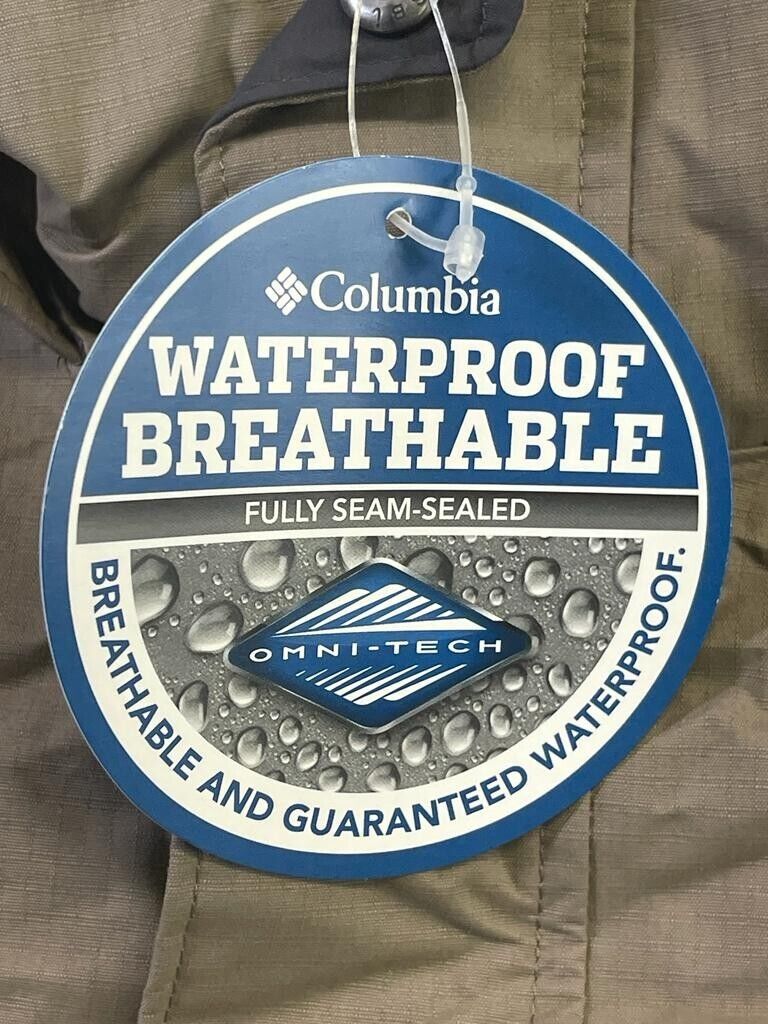 Columbia
WATERPROOF
BREATHABLE
FULLY SEAM-SEALED
OMNI-TECH
BREATHABLE AND GUARANTEED WATERPROOF.